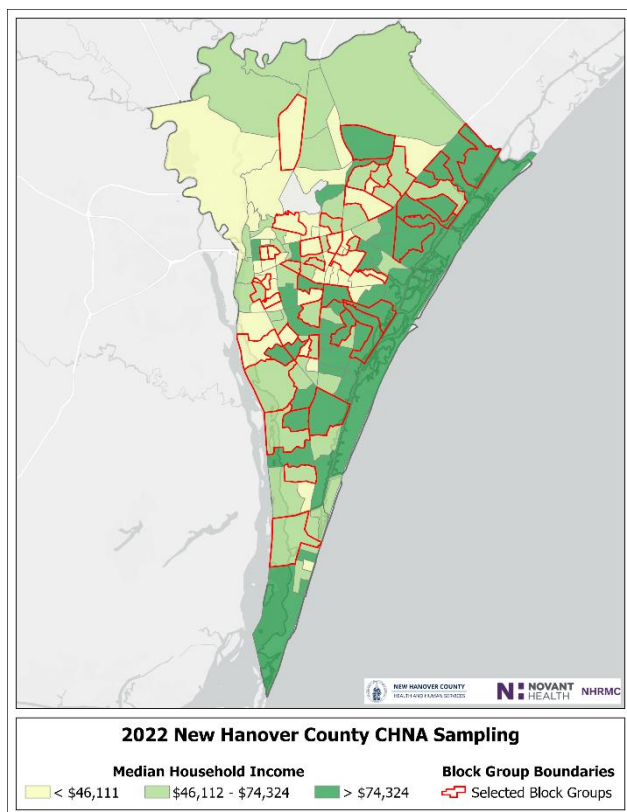 NEW HANOVER COUNTY
HEALTH AND HUMAN SERVICES
NOVANT
HEALTH
NHRMC
2022 New Hanover County CHNA Sampling
Median Household Income
< $46,111
$46,112 - $74,324
> $74,324
Block Group Boundaries
Selected Block Groups